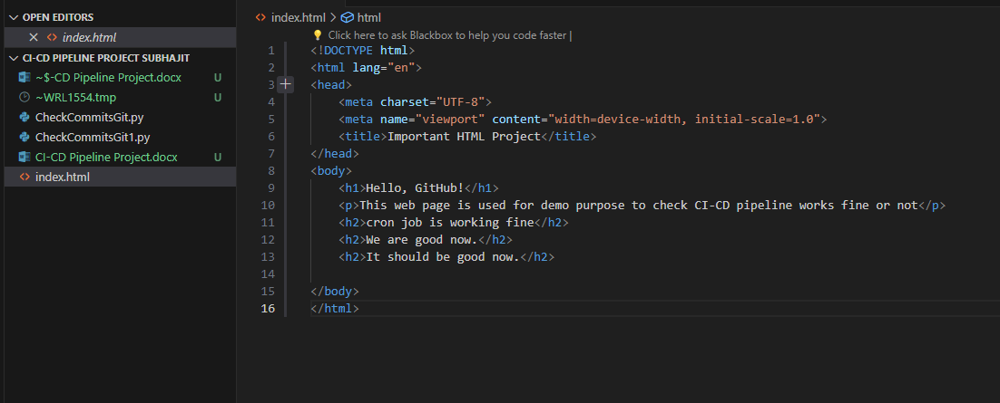 OPEN EDITORS
index.html
CI-CD PIPELINE PROJECT SUBHAJIT
~$-CD Pipeline Project.docx U
~WRL1554.tmp U
CheckCommitsGit.py
CheckCommitsGit1.py
CI-CD Pipeline Project.docx U
index.html
index.html > html
Click here to ask Blackbox to help you code faster |
1 <!DOCTYPE html>
2 <html lang="en">
3 <head>
4 <meta charset="UTF-8">
5 <meta name="viewport" content="width=device-width, initial-scale=1.0">
6 <title>Important HTML Project</title>
7 </head>
8 <body>
9 <h1>Hello, GitHub!</h1>
10 <p>This web page is used for demo purpose to check CI-CD pipeline works fine or not</p>
11 <h2>cron job is working fine</h2>
12 <h2>We are good now.</h2>
13 <h2>It should be good now.</h2>
14
15 </body>
16 </html>